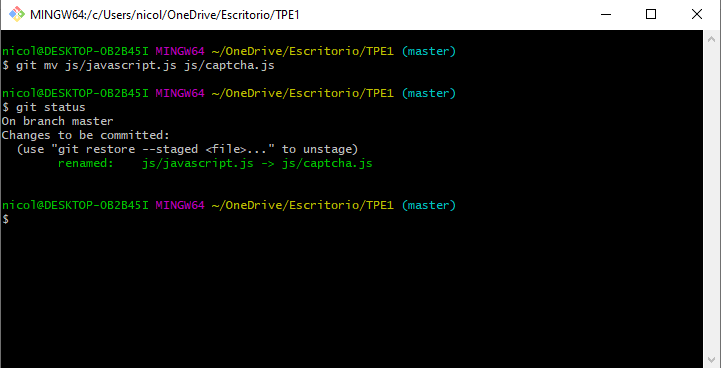 MINGW64:/c/Users/nicol/OneDrive/Escritorio/TPE1
nicol@DESKTOP-OB2B45I MINGW64 ~/OneDrive/Escritorio/TPE1 (master)
$ git mv js/javascript.js js/captcha.js
nicol@DESKTOP-OB2B45I MINGW64 ~/OneDrive/Escritorio/TPE1 (master)
$ git status
On branch master
Changes to be committed:
  (use "git restore --staged <file>..." to unstage)
        renamed:    js/javascript.js -> js/captcha.js
nicol@DESKTOP-OB2B45I MINGW64 ~/OneDrive/Escritorio/TPE1 (master)
$